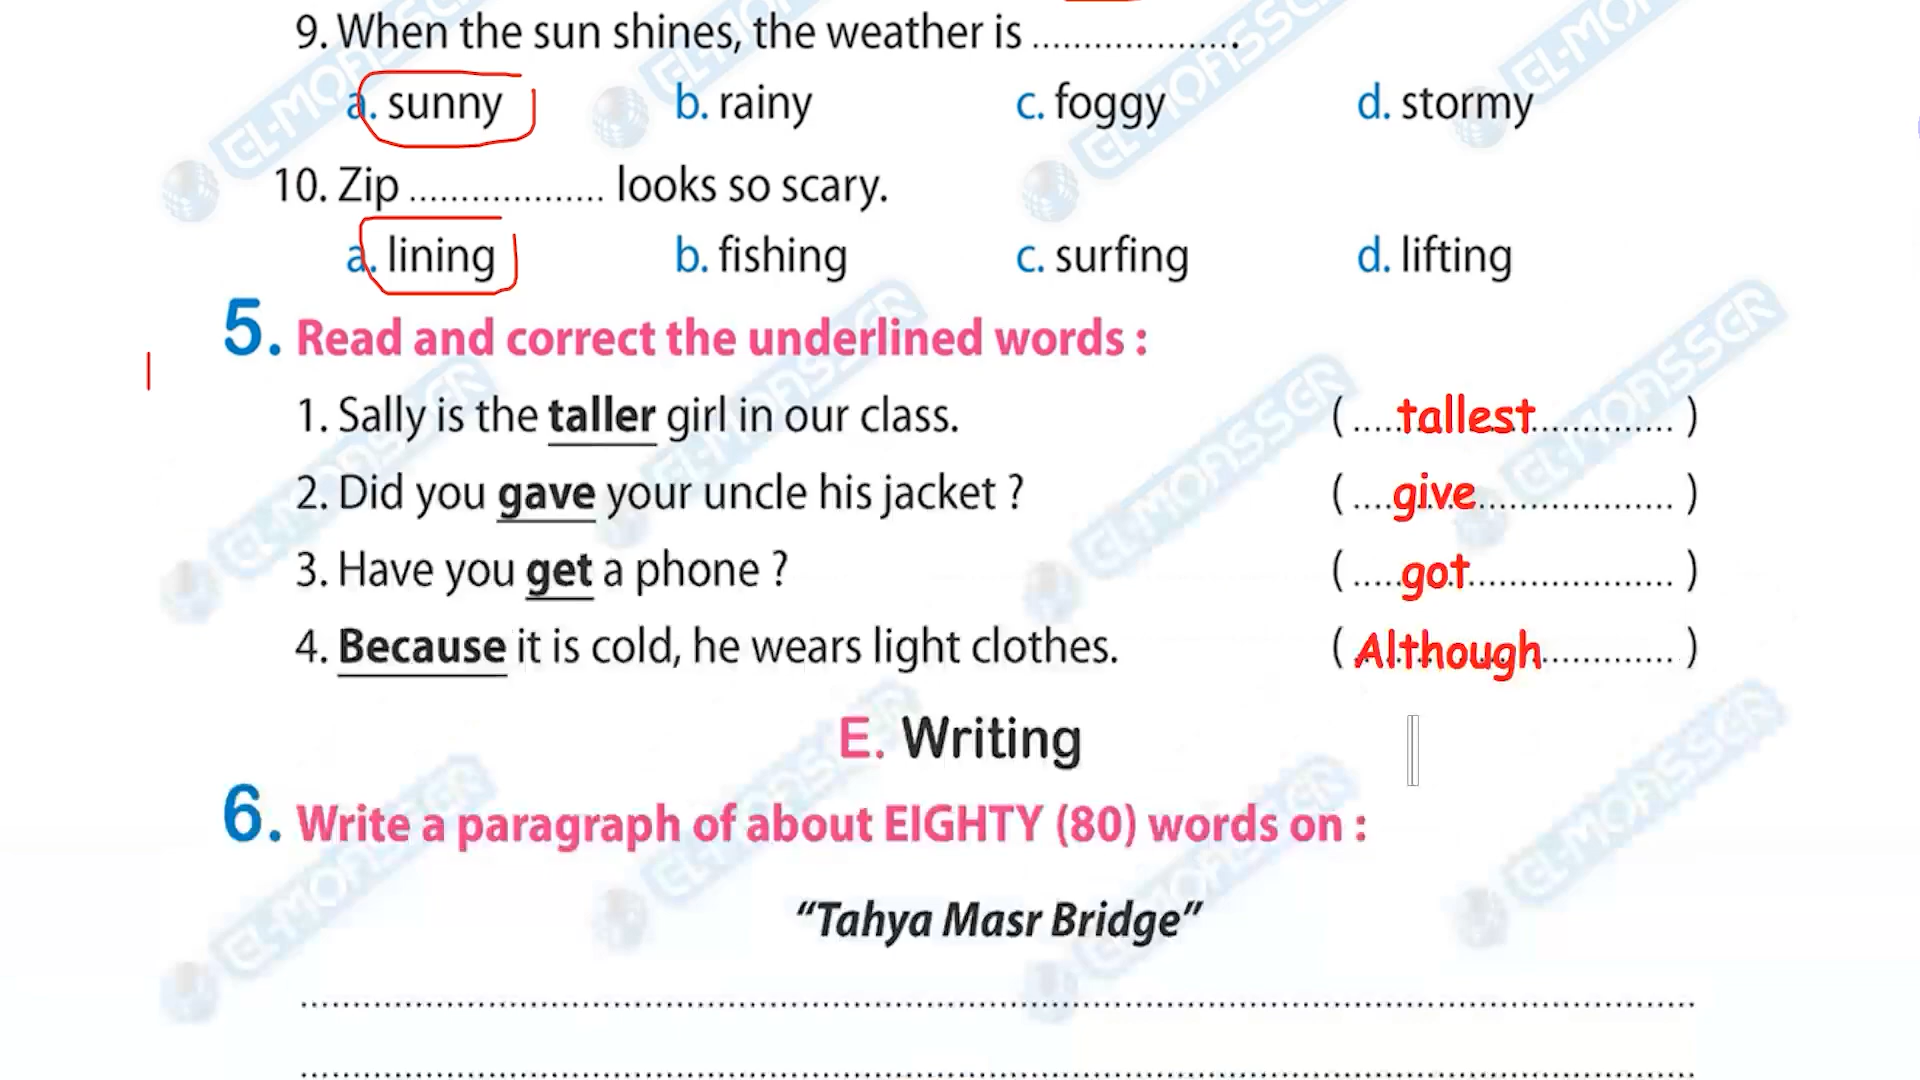 9. When the sun shines, the weather is ....................
a. sunny b. rainy c. foggy d. stormy
10. Zip ................... looks so scary.
a. lining b. fishing c. surfing d. lifting
5. Read and correct the underlined words :
1. Sally is the taller girl in our class. (....tallest..............)
2. Did you gave your uncle his jacket ? (....give...................)
3. Have you get a phone ? (.....got....................)
4. Because it is cold, he wears light clothes. ( Although............. )
E. Writing
6. Write a paragraph of about EIGHTY (80) words on :
“Tahya Masr Bridge”
EL-MOASSER